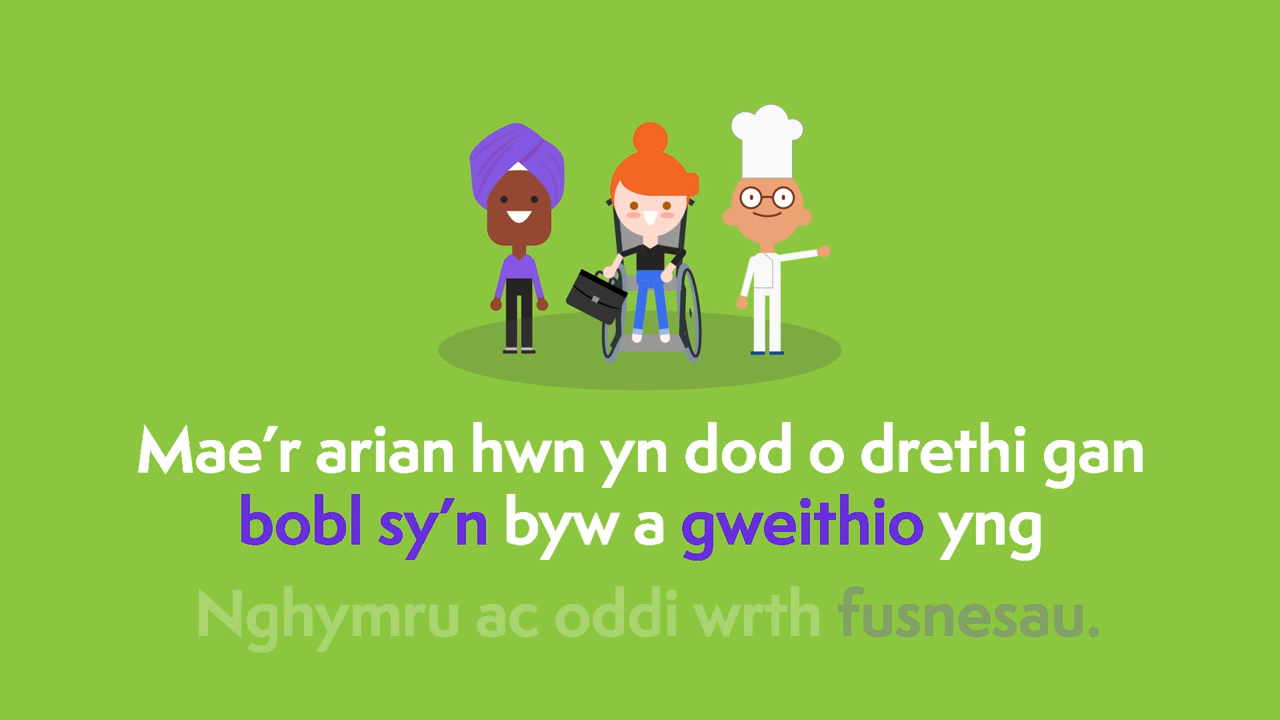 Mae’r arian hwn yn dod o drethi gan
bobl sy’n byw a gweithio yng
Nghymru ac oddi wrth fusnesau.